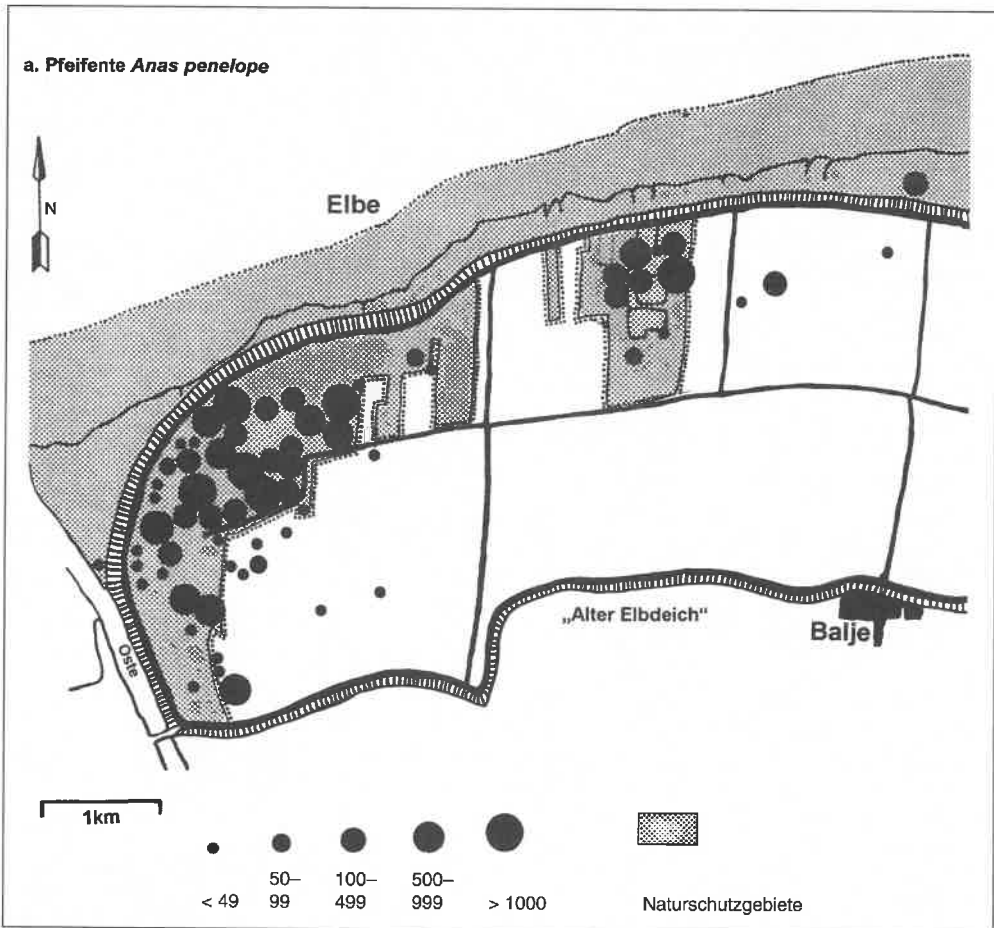 a. Pfeifente Anas penelope
N
Elbe
„Alter Elbdeich"
Balje
Oste
1km
50– 100– 500–
< 49 99 499 999 > 1000 Naturschutzgebiete